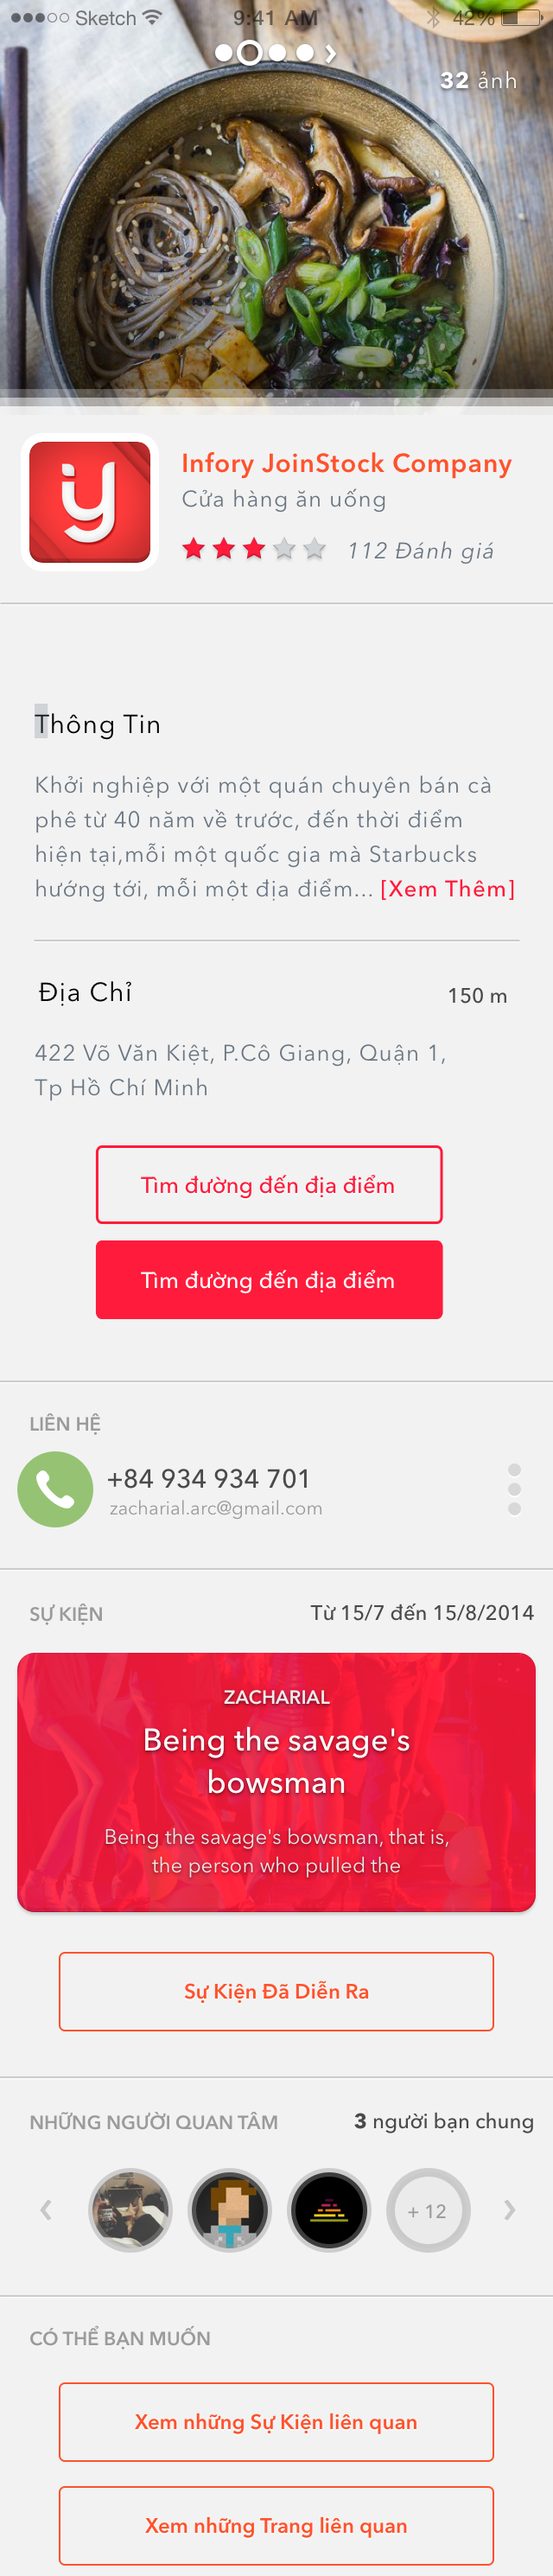 Sketch 9:41 AM 42%
32 ảnh
Infory JoinStock Company
Cửa hàng ăn uống
112 Đánh giá
Thông Tin
Khởi nghiệp với một quán chuyên bán cà
phê từ 40 năm về trước, đến thời điểm
hiện tại,mỗi một quốc gia mà Starbucks
hướng tới, mỗi một địa điểm... [Xem Thêm]
Địa Chỉ
150 m
422 Võ Văn Kiệt, P.Cô Giang, Quận 1,
Tp Hồ Chí Minh
Tìm đường đến địa điểm
Tìm đường đến địa điểm
LIÊN HỆ
+84 934 934 701
zacharial.arc@gmail.com
SỰ KIỆN
Từ 15/7 đến 15/8/2014
ZACHARIAL
Being the savage's
bowsman
Being the savage's bowsman, that is,
the person who pulled the
Sự Kiện Đã Diễn Ra
NHỮNG NGƯỜI QUAN TÂM
3 người bạn chung
+ 12
CÓ THỂ BẠN MUỐN
Xem những Sự Kiện liên quan
Xem những Trang liên quan